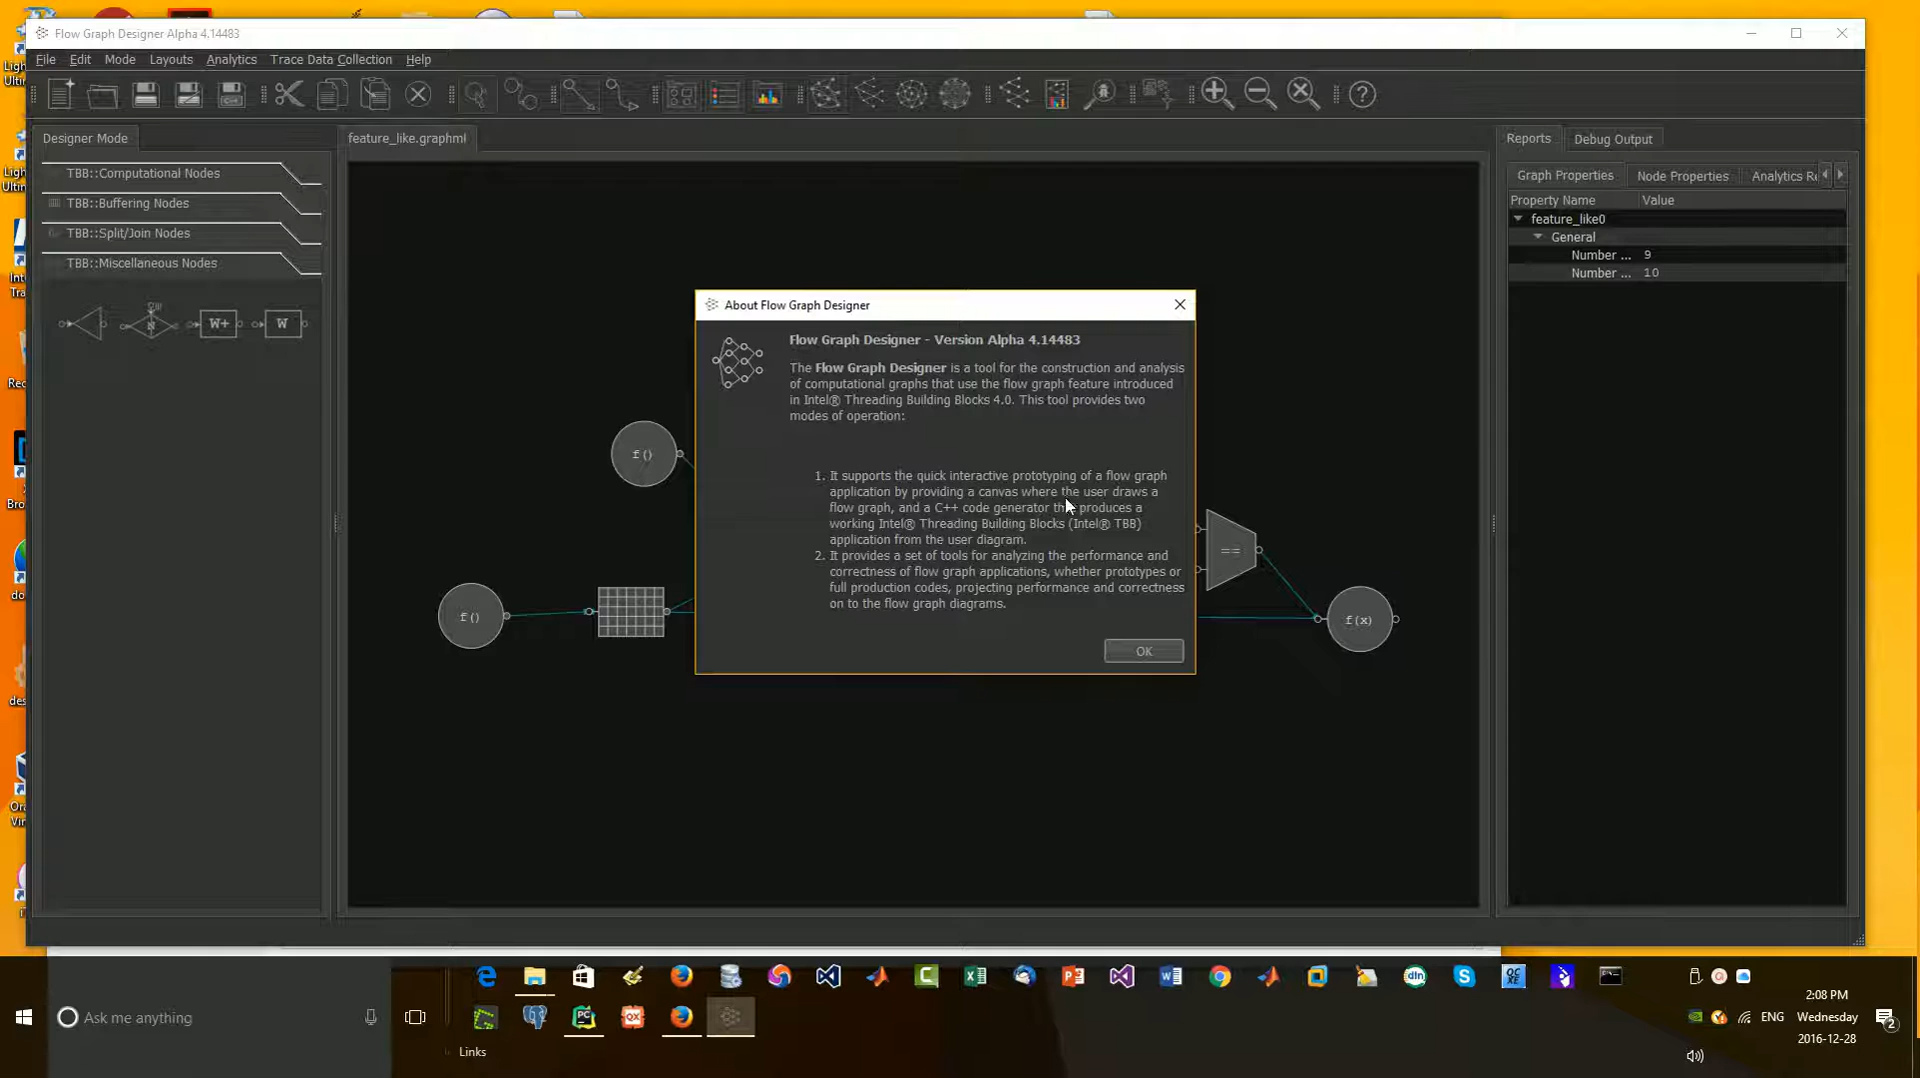 Flow Graph Designer Alpha 4.14483
File Edit Mode Layouts Analytics Trace Data Collection Help
Designer Mode
TBB::Computational Nodes
TBB::Buffering Nodes
TBB::Split/Join Nodes
TBB::Miscellaneous Nodes
W+ W
feature_like.graphml
f()
f()
==
f(x)
About Flow Graph Designer
Flow Graph Designer - Version Alpha 4.14483
The Flow Graph Designer is a tool for the construction and analysis
of computational graphs that use the flow graph feature introduced
in Intel® Threading Building Blocks 4.0. This tool provides two
modes of operation:
1. It supports the quick interactive prototyping of a flow graph
application by providing a canvas where the user draws a
flow graph, and a C++ code generator produces a
working Intel® Threading Building Blocks (Intel® TBB)
application from the user diagram.
2. It provides a set of tools for analyzing the performance and
correctness of flow graph applications, whether prototypes or
full production codes, projecting performance and correctness
on to the flow graph diagrams.
OK
Reports Debug Output
Graph Properties Node Properties Analytics
Property Name Value
feature_like0
General
Number ... 9
Number ... 10
Ask me anything
Links
2:08 PM
ENG Wednesday
2016-12-28
2